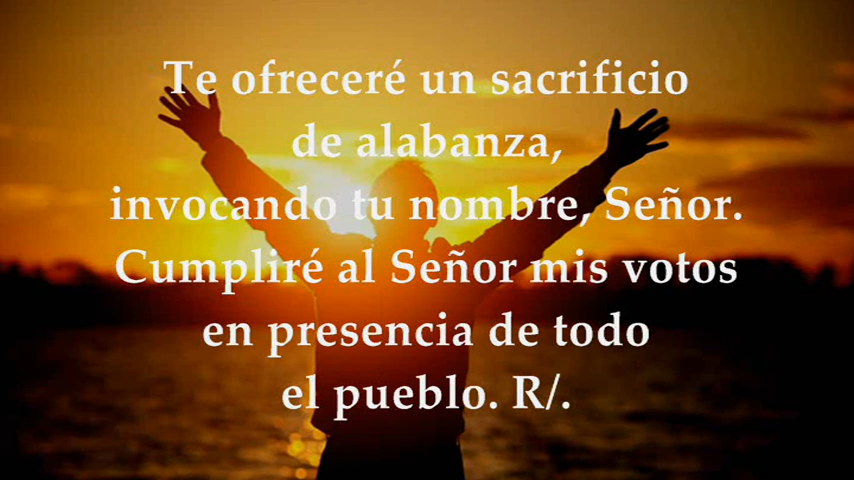 Te ofreceré un sacrificio
de alabanza,
invocando tu nombre, Señor.
Cumpliré al Señor mis votos
en presencia de todo
el pueblo. R/.